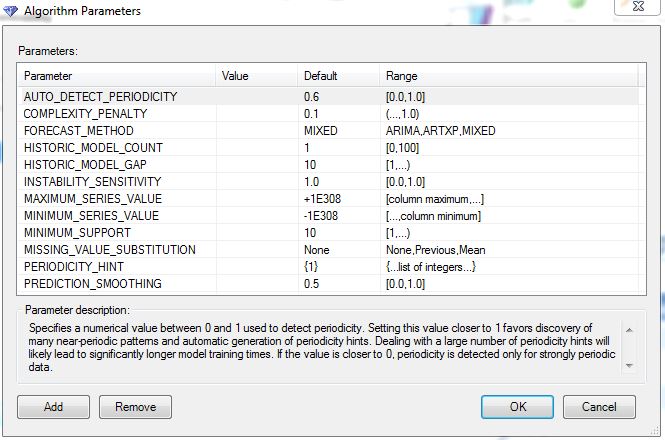 Algorithm Parameters
Parameters:
Parameter Value Default Range
AUTO_DETECT_PERIODICITY 0.6 [0.0,1.0]
COMPLEXITY_PENALTY 0.1 (...,1.0)
FORECAST_METHOD MIXED ARIMA,ARTXP,MIXED
HISTORIC_MODEL_COUNT 1 [0,100]
HISTORIC_MODEL_GAP 10 [1,...)
INSTABILITY_SENSITIVITY 1.0 [0.0,1.0]
MAXIMUM_SERIES_VALUE +1E308 [column maximum,...]
MINIMUM_SERIES_VALUE -1E308 [...,column minimum]
MINIMUM_SUPPORT 10 [1,...)
MISSING_VALUE_SUBSTITUTION None None,Previous,Mean
PERIODICITY_HINT {1} {...list of integers...}
PREDICTION_SMOOTHING 0.5 [0.0,1.0]
Parameter description:
Specifies a numerical value between 0 and 1 used to detect periodicity. Setting this value closer to 1 favors discovery of
many near-periodic patterns and automatic generation of periodicity hints. Dealing with a large number of periodicity hints will
likely lead to significantly longer model training times. If the value is closer to 0, periodicity is detected only for strongly periodic
data.
Add Remove OK Cancel